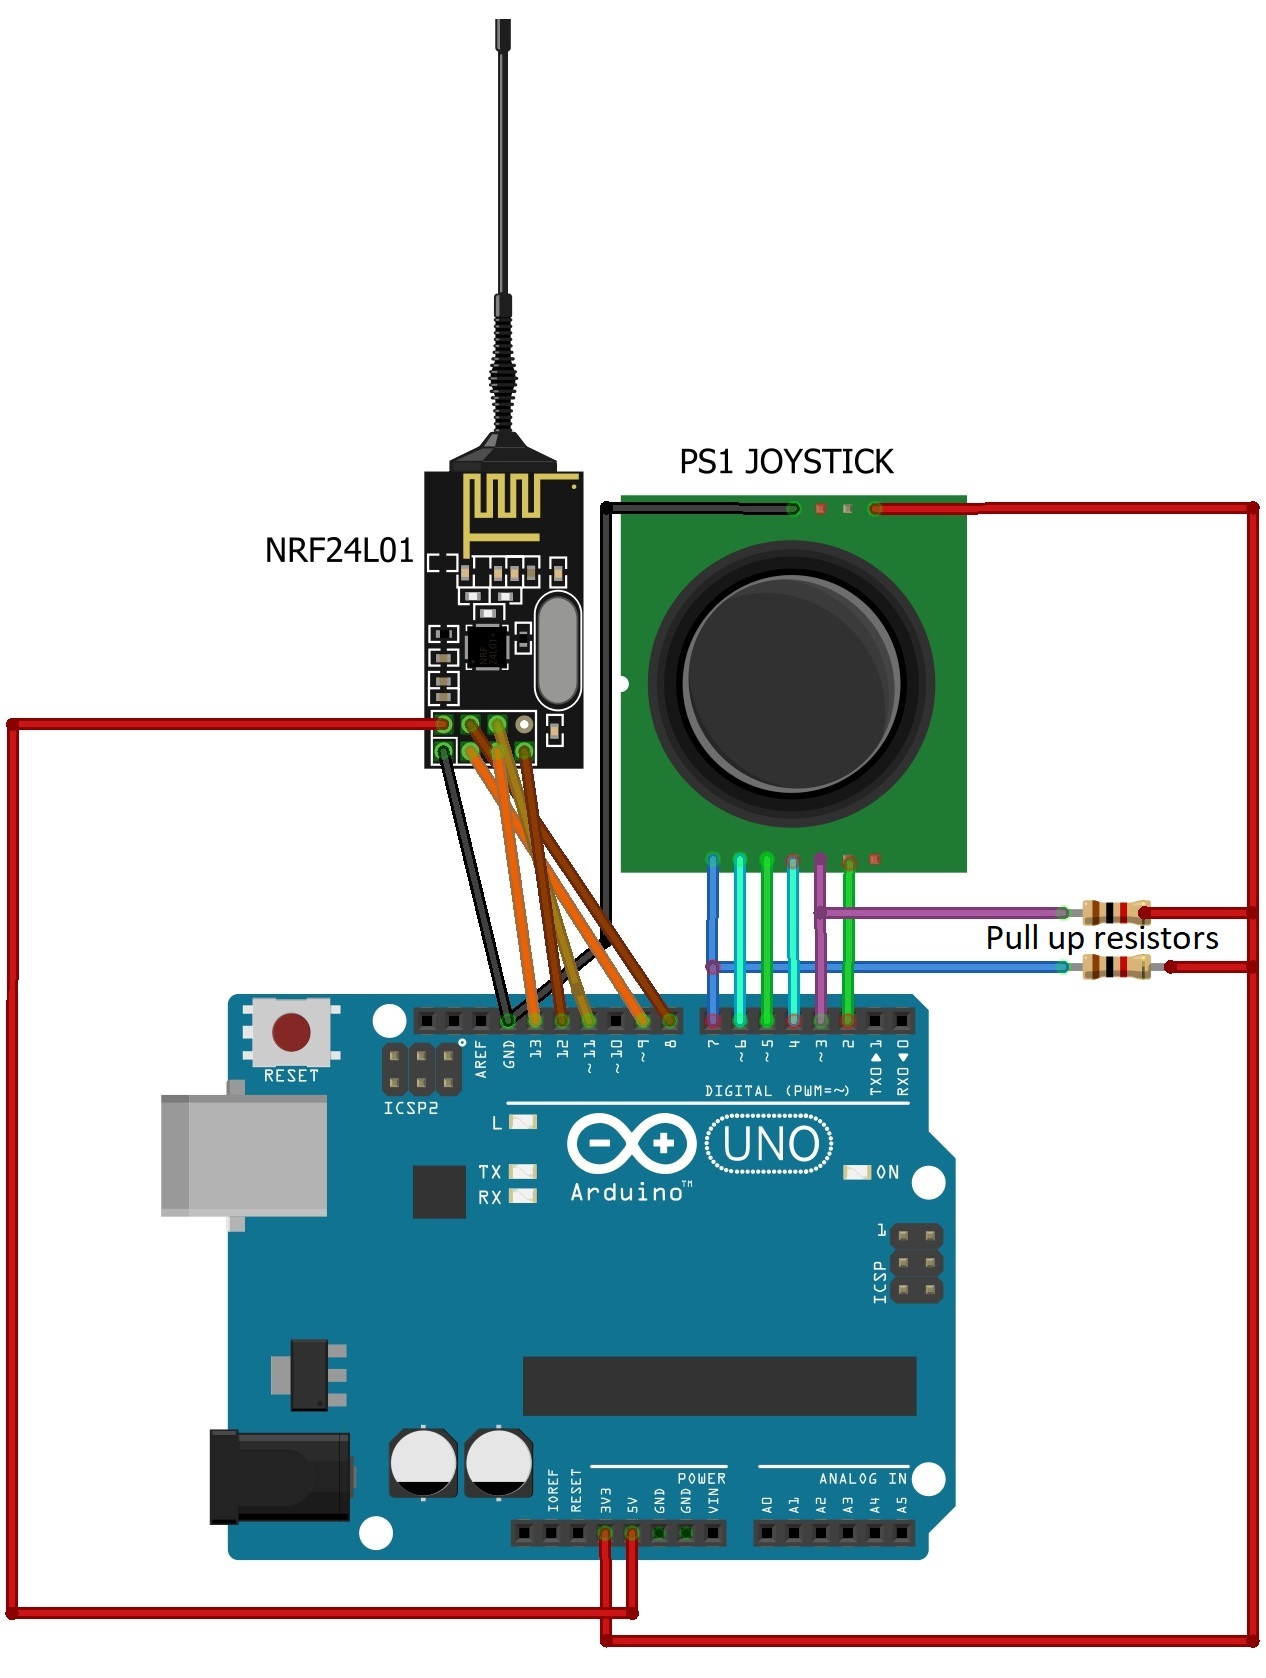 PS1 JOYSTICK
NRF24L01
NRF
24L01+
Pull up resistors
RESET
ICSP2
AREF
GND
13
12
~11
~10
~9
8
7
~6
~5
4
~3
2
TX0▶1
RX0◀0
DIGITAL (PWM=~)
L
TX
RX
UNO
Arduino™
ON
1
ICSP
POWER
ANALOG IN
IOREF
RESET
3V3
5V
GND
GND
VIN
A0
A1
A2
A3
A4
A5